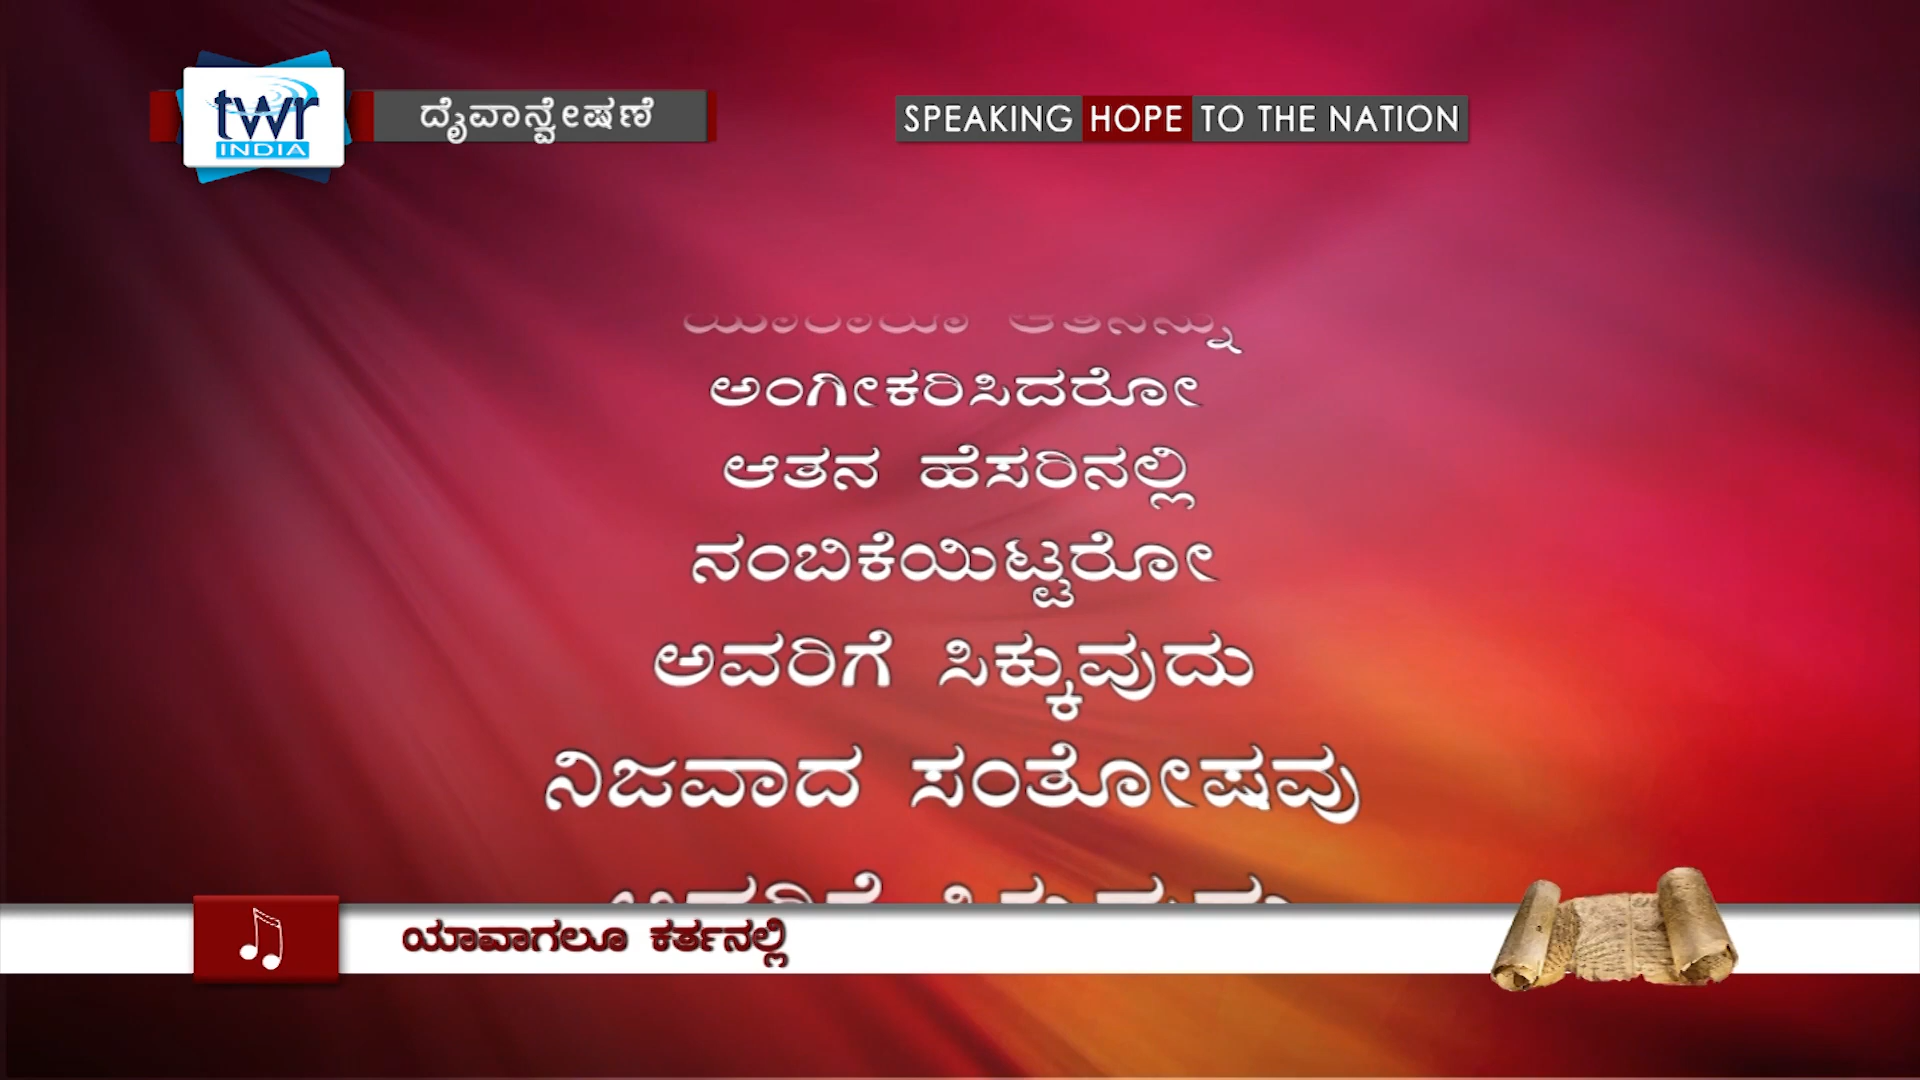 twr
INDIA
ದೈವಾನ್ವೇಷಣೆ
SPEAKING HOPE TO THE NATION
ಆತನನ್ನು
ಅಂಗೀಕರಿಸಿದರೋ
ಆತನ ಹೆಸರಿನಲ್ಲಿ
ನಂಬಿಕೆಯಿಟ್ಟರೋ
ಅವರಿಗೆ ಸಿಕ್ಕುವುದು
ನಿಜವಾದ ಸಂತೋಷವು
ಯಾವಾಗಲೂ ಕರ್ತನಲ್ಲಿ